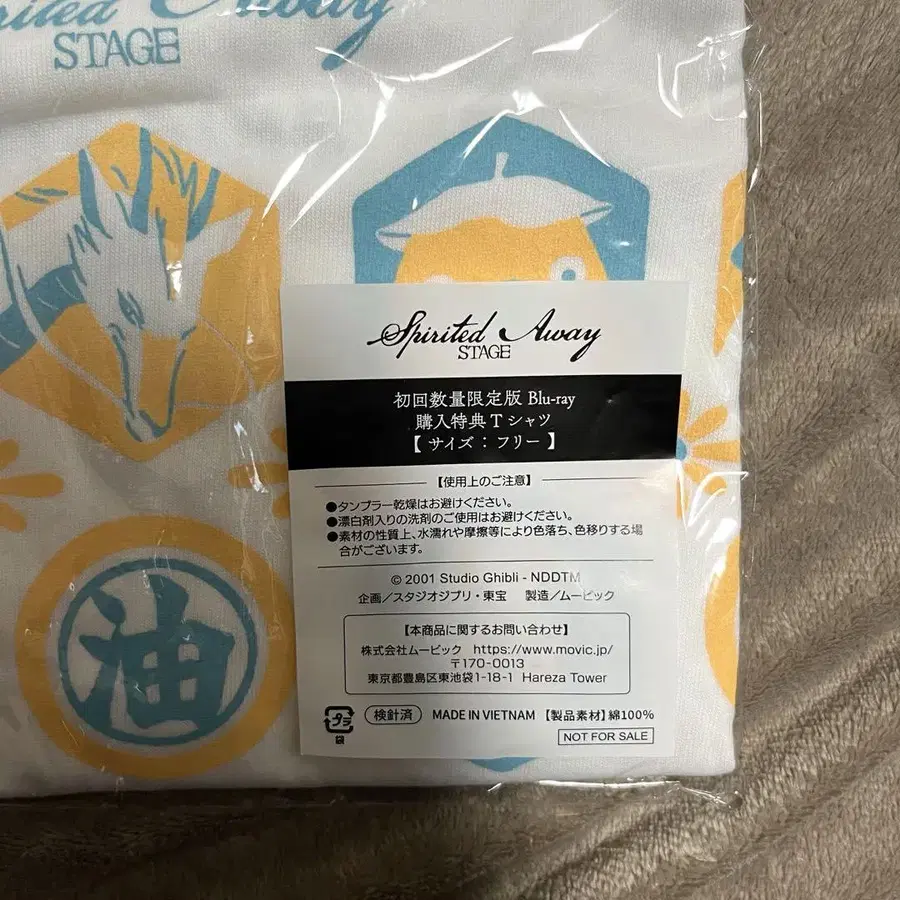 Spirited Away
STAGE
Spirited Away
STAGE
初回数量限定版 Blu-ray
購入特典Tシャツ
【サイズ：フリー】
【使用上のご注意】
●タンブラー乾燥はお避けください。
●漂白剤入りの洗剤のご使用はお避けください。
●素材の性質上、水濡れや摩擦等により色落ち、色移りする場
合がございます。
© 2001 Studio Ghibli - NDDTM
企画／スタジオジブリ・東宝 製造／ムービック
【本商品に関するお問い合わせ】
株式会社ムービック https://www.movic.jp/
〒170-0013
東京都豊島区東池袋1-18-1 Hareza Tower
プラ
検針済 MADE IN VIETNAM 【製品素材】綿100%
NOT FOR SALE
油